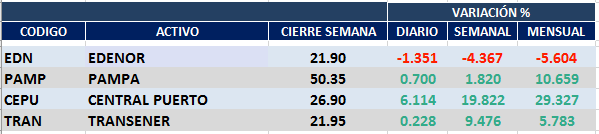 VARIACIÓN %
CODIGO ACTIVO CIERRE SEMANA DIARIO SEMANAL MENSUAL
EDN EDENOR 21.90 -1.351 -4.367 -5.604
PAMP PAMPA 50.35 0.700 1.820 10.659
CEPU CENTRAL PUERTO 26.90 6.114 19.822 29.327
TRAN TRANSENER 21.95 0.228 9.476 5.783